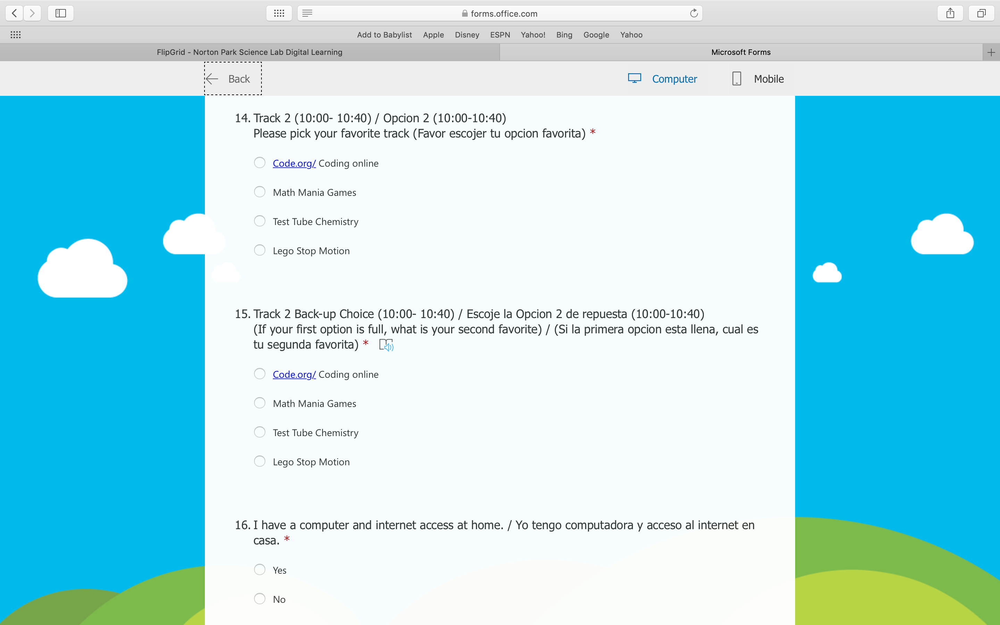 forms.office.com
Add to Babylist Apple Disney ESPN Yahoo! Bing Google Yahoo
FlipGrid - Norton Park Science Lab Digital Learning
Microsoft Forms
Back
Computer
Mobile
14. Track 2 (10:00- 10:40) / Opcion 2 (10:00-10:40)
Please pick your favorite track (Favor escojer tu opcion favorita) *
Code.org/ Coding online
Math Mania Games
Test Tube Chemistry
Lego Stop Motion
15. Track 2 Back-up Choice (10:00- 10:40) / Escoje la Opcion 2 de repuesta (10:00-10:40)
(If your first option is full, what is your second favorite) / (Si la primera opcion esta llena, cual es
tu segunda favorita) *
Code.org/ Coding online
Math Mania Games
Test Tube Chemistry
Lego Stop Motion
16. I have a computer and internet access at home. / Yo tengo computadora y acceso al internet en
casa. *
Yes
No